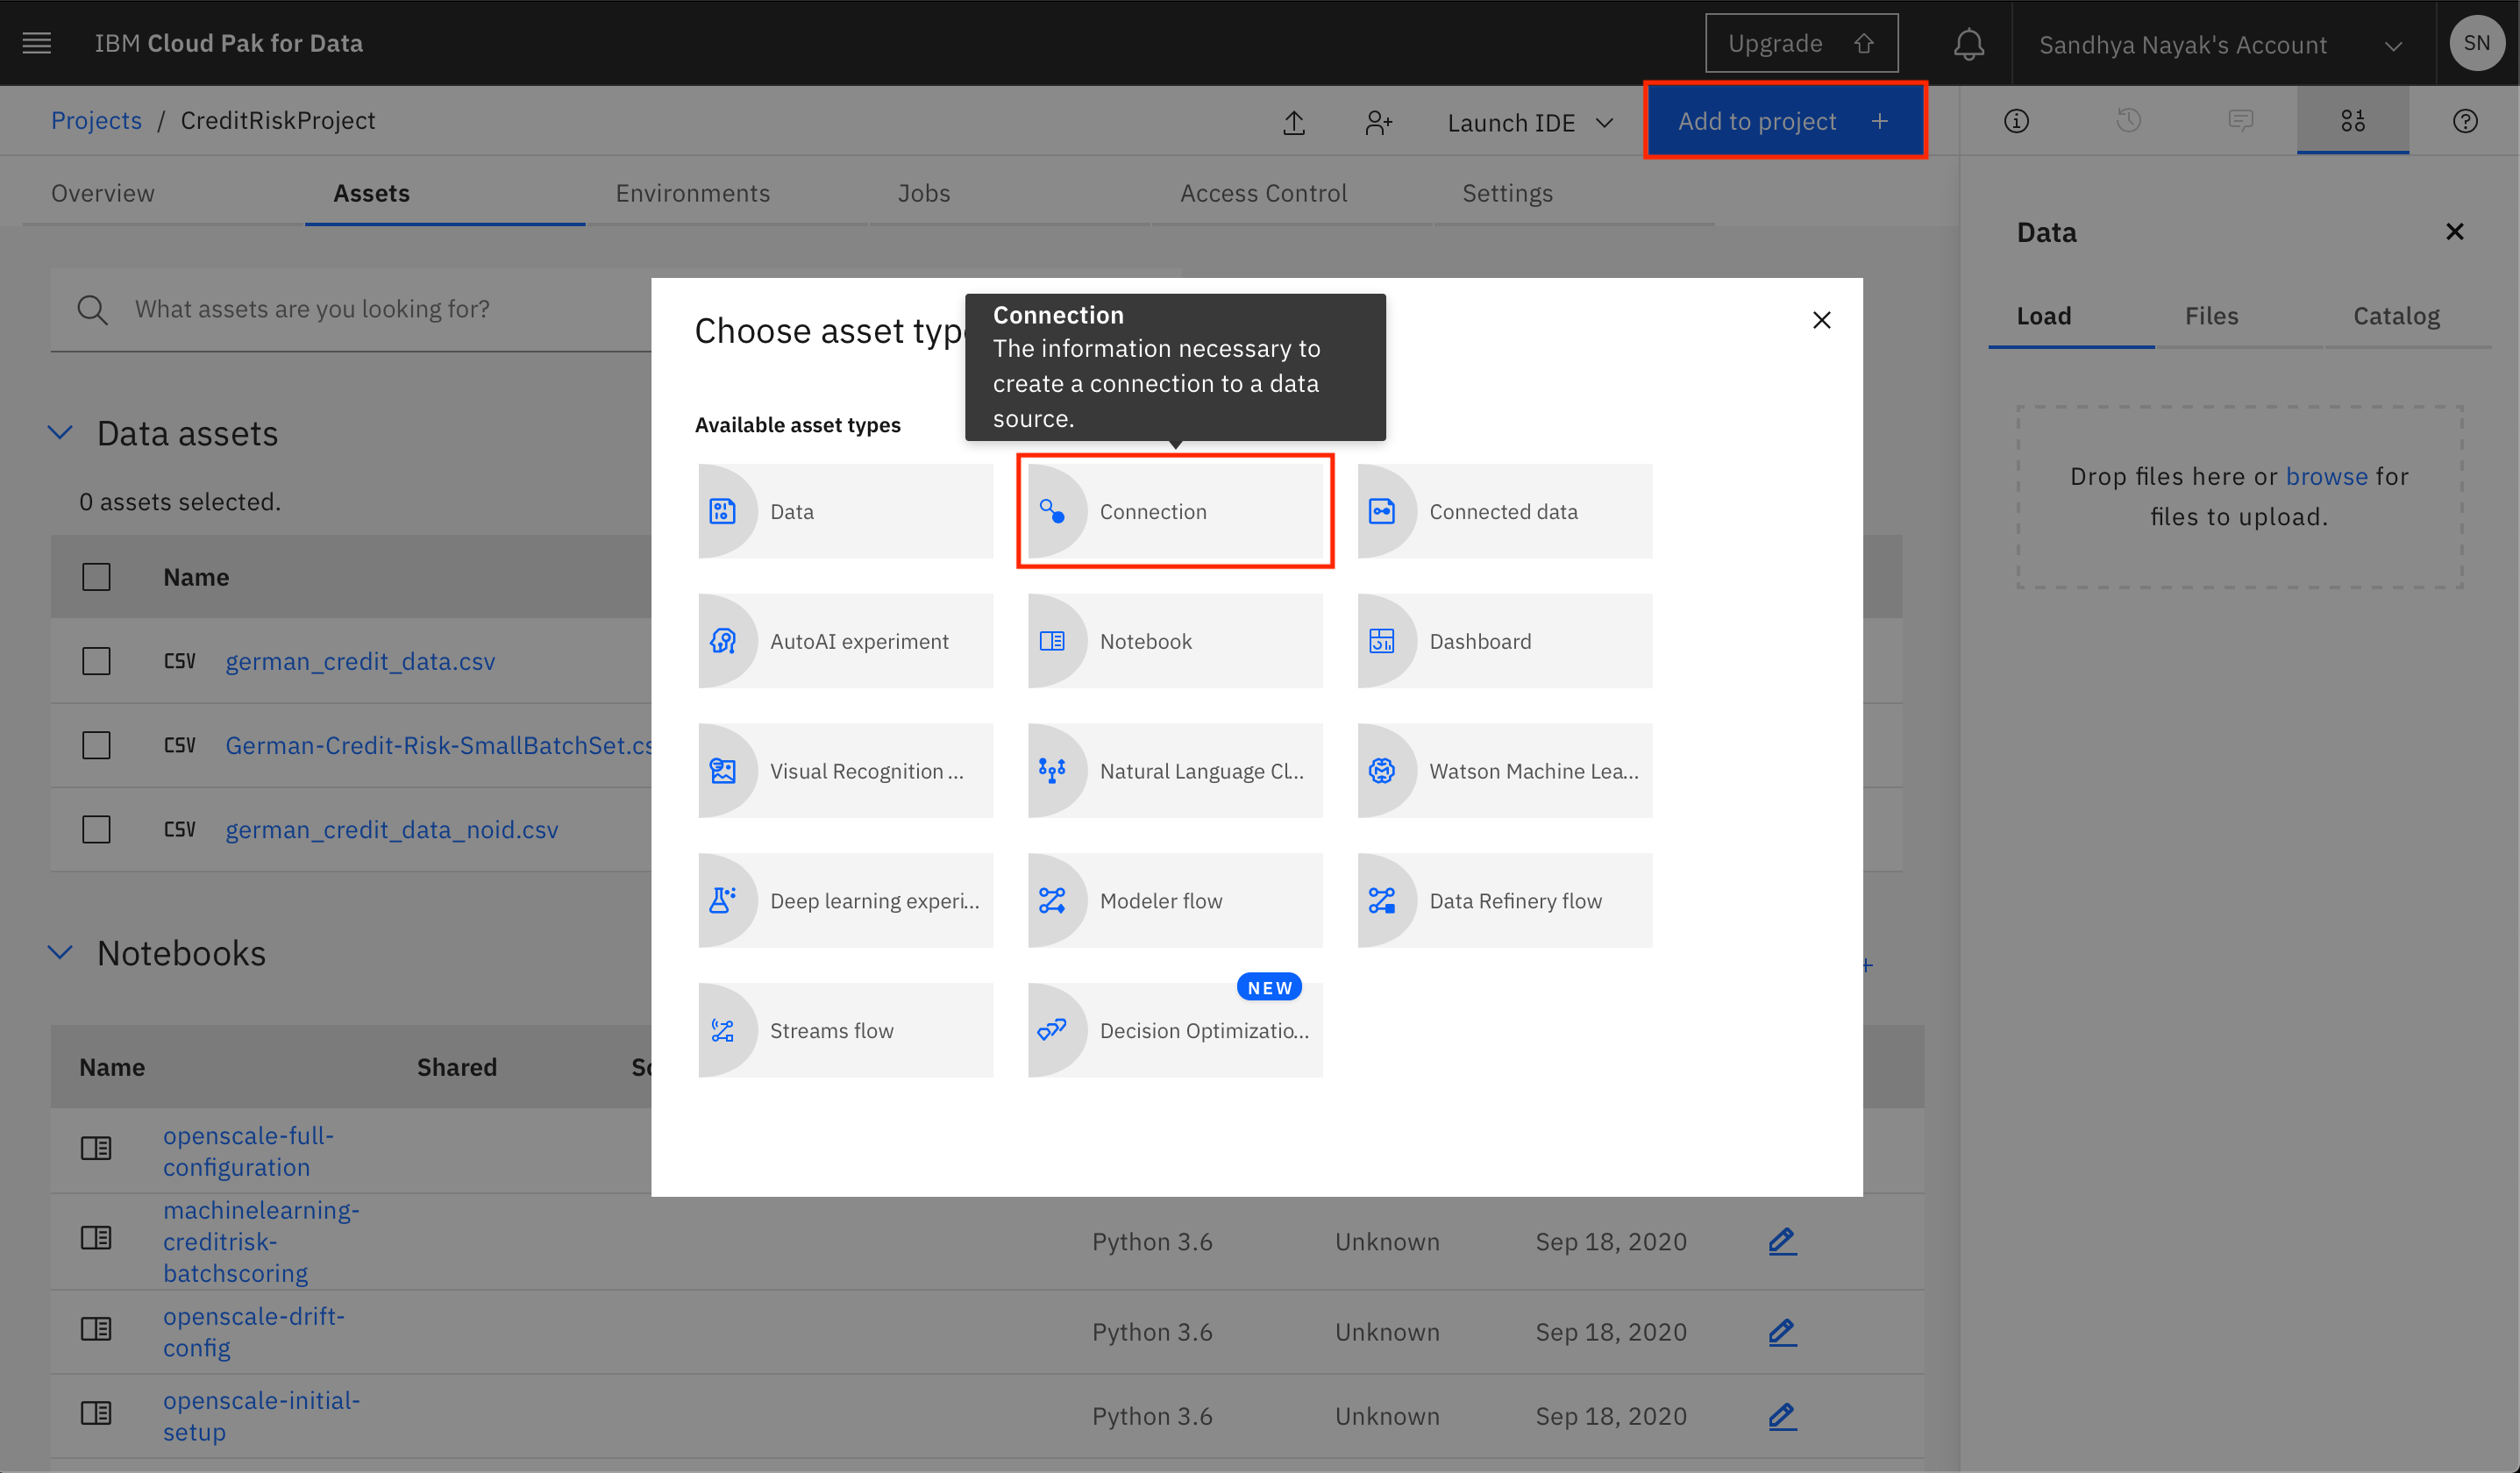 IBM Cloud Pak for Data
Upgrade
Sandhya Nayak's Account
SN
Projects / CreditRiskProject
Launch IDE
Add to project +
Overview
Assets
Environments
Jobs
Access Control
Settings
Data
Load
Files
Catalog
Drop files here or browse for
files to upload.
What assets are you looking for?
Data assets
0 assets selected.
Name
CSV german_credit_data.csv
CSV German-Credit-Risk-SmallBatchSet.cs
CSV german_credit_data_noid.csv
Notebooks
Name
Shared
Sc
openscale-full-
configuration
machinelearning-
creditrisk-
batchscoring
Python 3.6 Unknown Sep 18, 2020
openscale-drift-
config
Python 3.6 Unknown Sep 18, 2020
openscale-initial-
setup
Python 3.6 Unknown Sep 18, 2020
Choose asset typ
Connection
The information necessary to
create a connection to a data
source.
Available asset types
Data
Connection
Connected data
AutoAI experiment
Notebook
Dashboard
Visual Recognition ...
Natural Language Cl...
Watson Machine Lea...
Deep learning experi...
Modeler flow
Data Refinery flow
Streams flow
NEW
Decision Optimizatio...